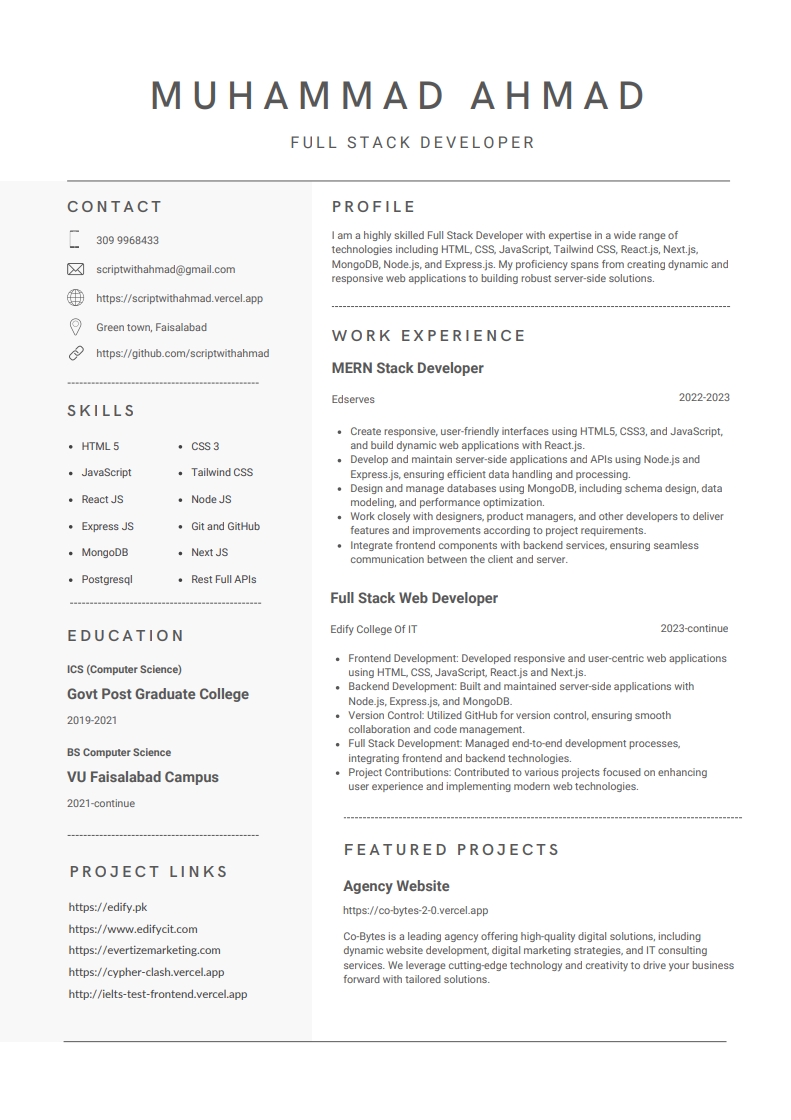 MUHAMMAD AHMAD
FULL STACK DEVELOPER
CONTACT
309 9968433
scriptwithahmad@gmail.com
https://scriptwithahmad.vercel.app
Green town, Faisalabad
https://github.com/scriptwithahmad
SKILLS
HTML 5
CSS 3
JavaScript
Tailwind CSS
React JS
Node JS
Express JS
Git and GitHub
MongoDB
Next JS
Postgresql
Rest Full APIs
EDUCATION
ICS (Computer Science)
Govt Post Graduate College
2019-2021
BS Computer Science
VU Faisalabad Campus
2021-continue
PROJECT LINKS
https://edify.pk
https://www.edifycit.com
https://evertizemarketing.com
https://cypher-clash.vercel.app
http://ielts-test-frontend.vercel.app
PROFILE
I am a highly skilled Full Stack Developer with expertise in a wide range of
technologies including HTML, CSS, JavaScript, Tailwind CSS, React.js, Next.js,
MongoDB, Node.js, and Express.js. My proficiency spans from creating dynamic and
responsive web applications to building robust server-side solutions.
WORK EXPERIENCE
MERN Stack Developer
Edserves 2022-2023
Create responsive, user-friendly interfaces using HTML5, CSS3, and JavaScript,
and build dynamic web applications with React.js.
Develop and maintain server-side applications and APIs using Node.js and
Express.js, ensuring efficient data handling and processing.
Design and manage databases using MongoDB, including schema design, data
modeling, and performance optimization.
Work closely with designers, product managers, and other developers to deliver
features and improvements according to project requirements.
Integrate frontend components with backend services, ensuring seamless
communication between the client and server.
Full Stack Web Developer
Edify College Of IT 2023-continue
Frontend Development: Developed responsive and user-centric web applications
using HTML, CSS, JavaScript, React.js and Next.js.
Backend Development: Built and maintained server-side applications with
Node.js, Express.js, and MongoDB.
Version Control: Utilized GitHub for version control, ensuring smooth
collaboration and code management.
Full Stack Development: Managed end-to-end development processes,
integrating frontend and backend technologies.
Project Contributions: Contributed to various projects focused on enhancing
user experience and implementing modern web technologies.
FEATURED PROJECTS
Agency Website
https://co-bytes-2-0.vercel.app
Co-Bytes is a leading agency offering high-quality digital solutions, including
dynamic website development, digital marketing strategies, and IT consulting
services. We leverage cutting-edge technology and creativity to drive your business
forward with tailored solutions.